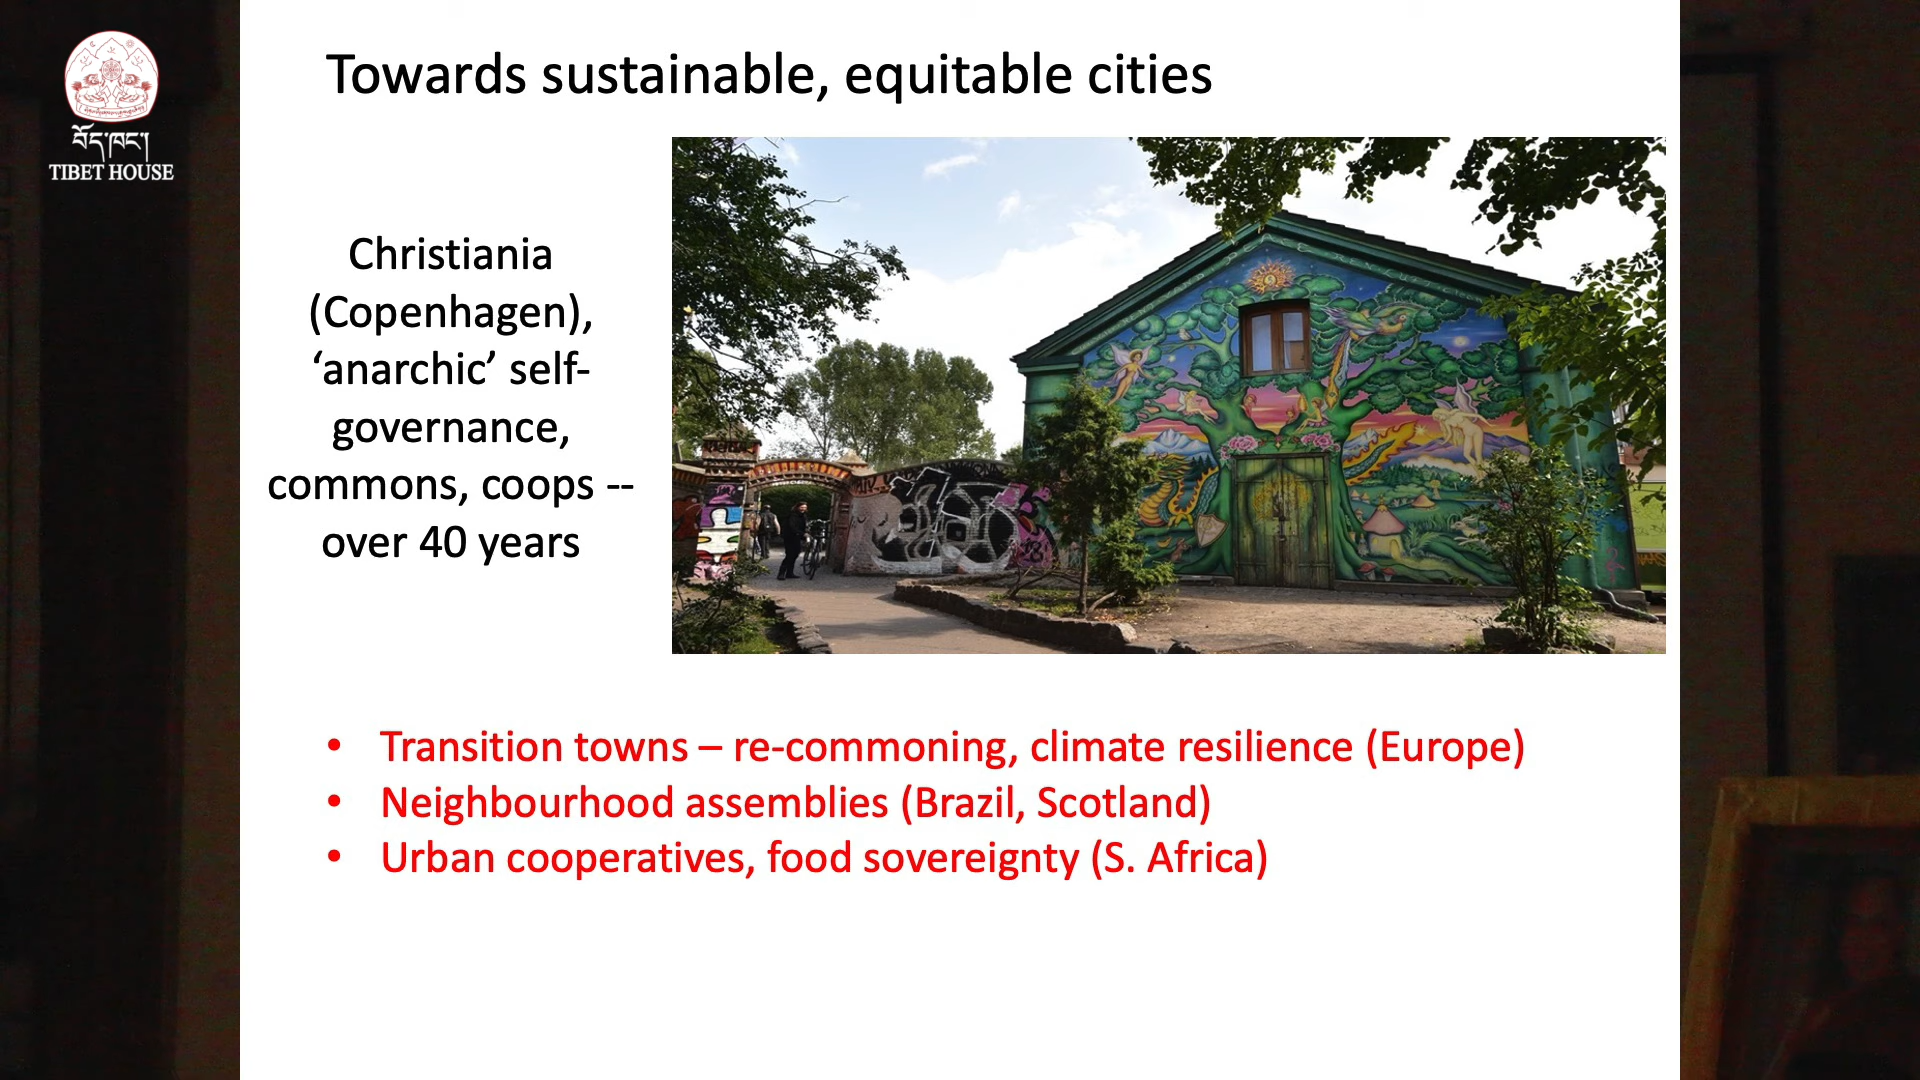 བོད་ཁང་།
TIBET HOUSE
Towards sustainable, equitable cities
Christiania
(Copenhagen),
‘anarchic’ self-
governance,
commons, coops --
over 40 years
• Transition towns – re-commoning, climate resilience (Europe)
• Neighbourhood assemblies (Brazil, Scotland)
• Urban cooperatives, food sovereignty (S. Africa)